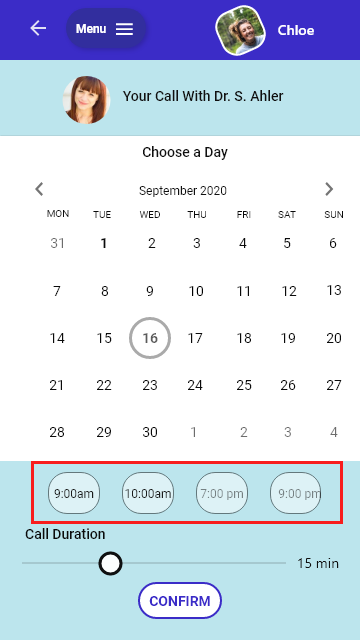 Menu Chloe
Your Call With Dr. S. Ahler
Choose a Day
September 2020
MON TUE WED THU FRI SAT SUN
31 1 2 3 4 5 6
7 8 9 10 11 12 13
14 15 16 17 18 19 20
21 22 23 24 25 26 27
28 29 30 1 2 3 4
9:00am 10:00am 7:00 pm 9:00 pm
Call Duration
15 min
CONFIRM